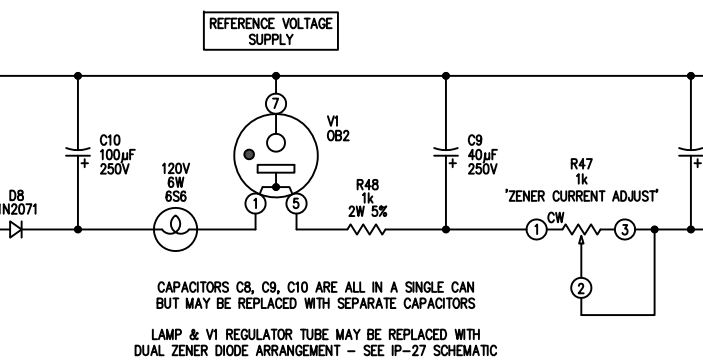 REFERENCE VOLTAGE
SUPPLY
7
V1
OB2
C10
100µF
250V
+
C9
40µF
250V
+
+
120V
6W
6S6
R47
1k
'ZENER CURRENT ADJUST'
D8
1N2071
R48
1k
2W 5%
1
5
CW
1
3
2
CAPACITORS C8, C9, C10 ARE ALL IN A SINGLE CAN
BUT MAY BE REPLACED WITH SEPARATE CAPACITORS
LAMP & V1 REGULATOR TUBE MAY BE REPLACED WITH
DUAL ZENER DIODE ARRANGEMENT – SEE IP-27 SCHEMATIC